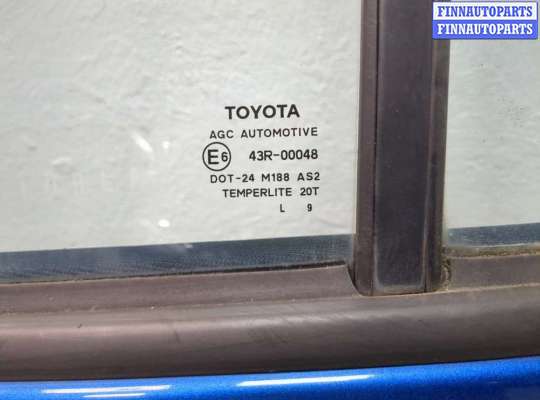 FINNAUTOPARTS
FINNAUTOPARTS
TOYOTA
AGC AUTOMOTIVE
E6 43R-00048
DOT-24 M188 AS2
TEMPERLITE 20T
L 9